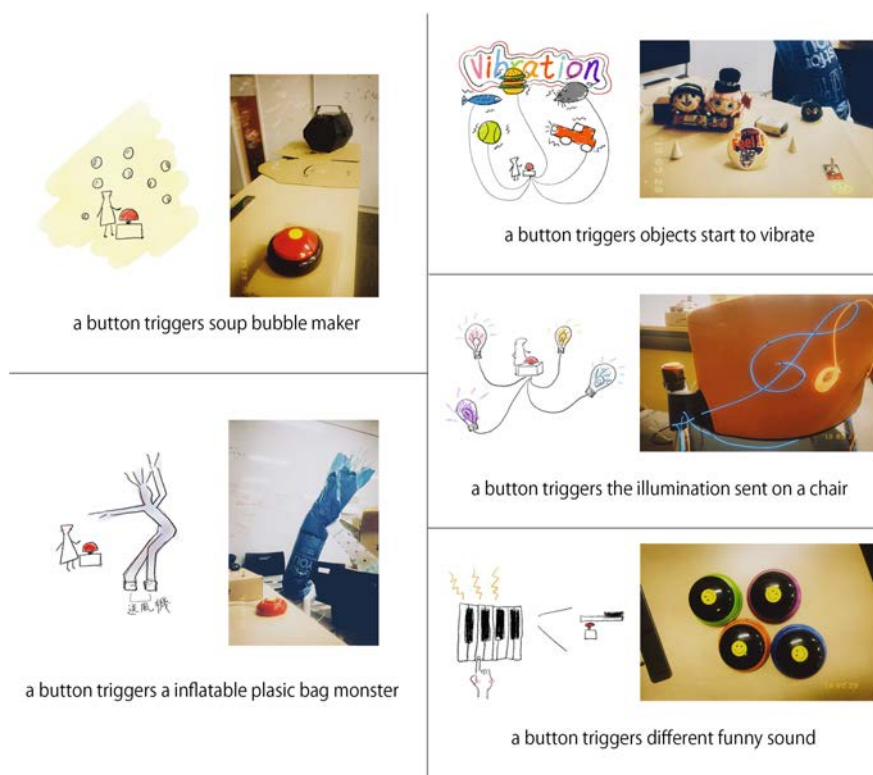 a button triggers soup bubble maker
送風機
a button triggers a inflatable plasic bag monster
vibration
a button triggers objects start to vibrate
a button triggers the illumination sent on a chair
a button triggers different funny sound